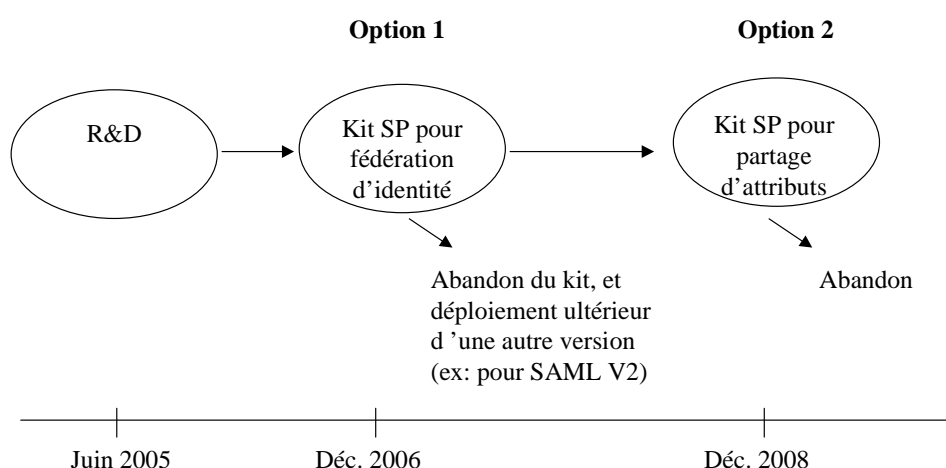 Option 1
Option 2
R&D
Kit SP pour
fédération
d'identité
Kit SP pour
partage
d'attributs
Abandon du kit, et
déploiement ultérieur
d ’une autre version
(ex: pour SAML V2)
Abandon
Juin 2005
Déc. 2006
Déc. 2008